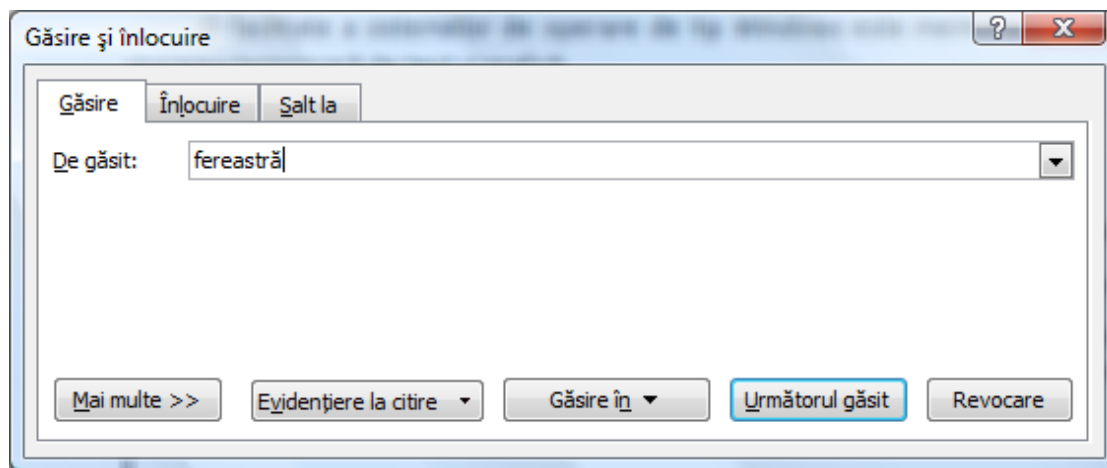 Găsire şi înlocuire
Găsire Înlocuire Salt la
De găsit: fereastră
Mai multe >> Evidenţiere la citire Găsire în Următorul găsit Revocare